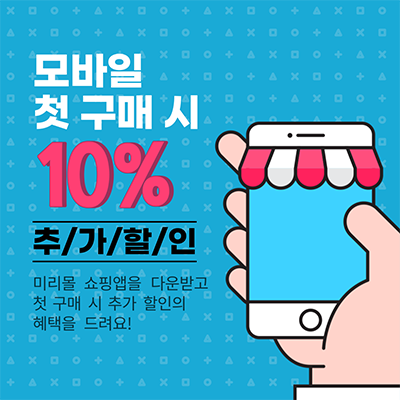 모바일
첫 구매 시
10%
추/가/할/인
미리몰 쇼핑앱을 다운받고
첫 구매 시 추가 할인의
혜택을 드려요!